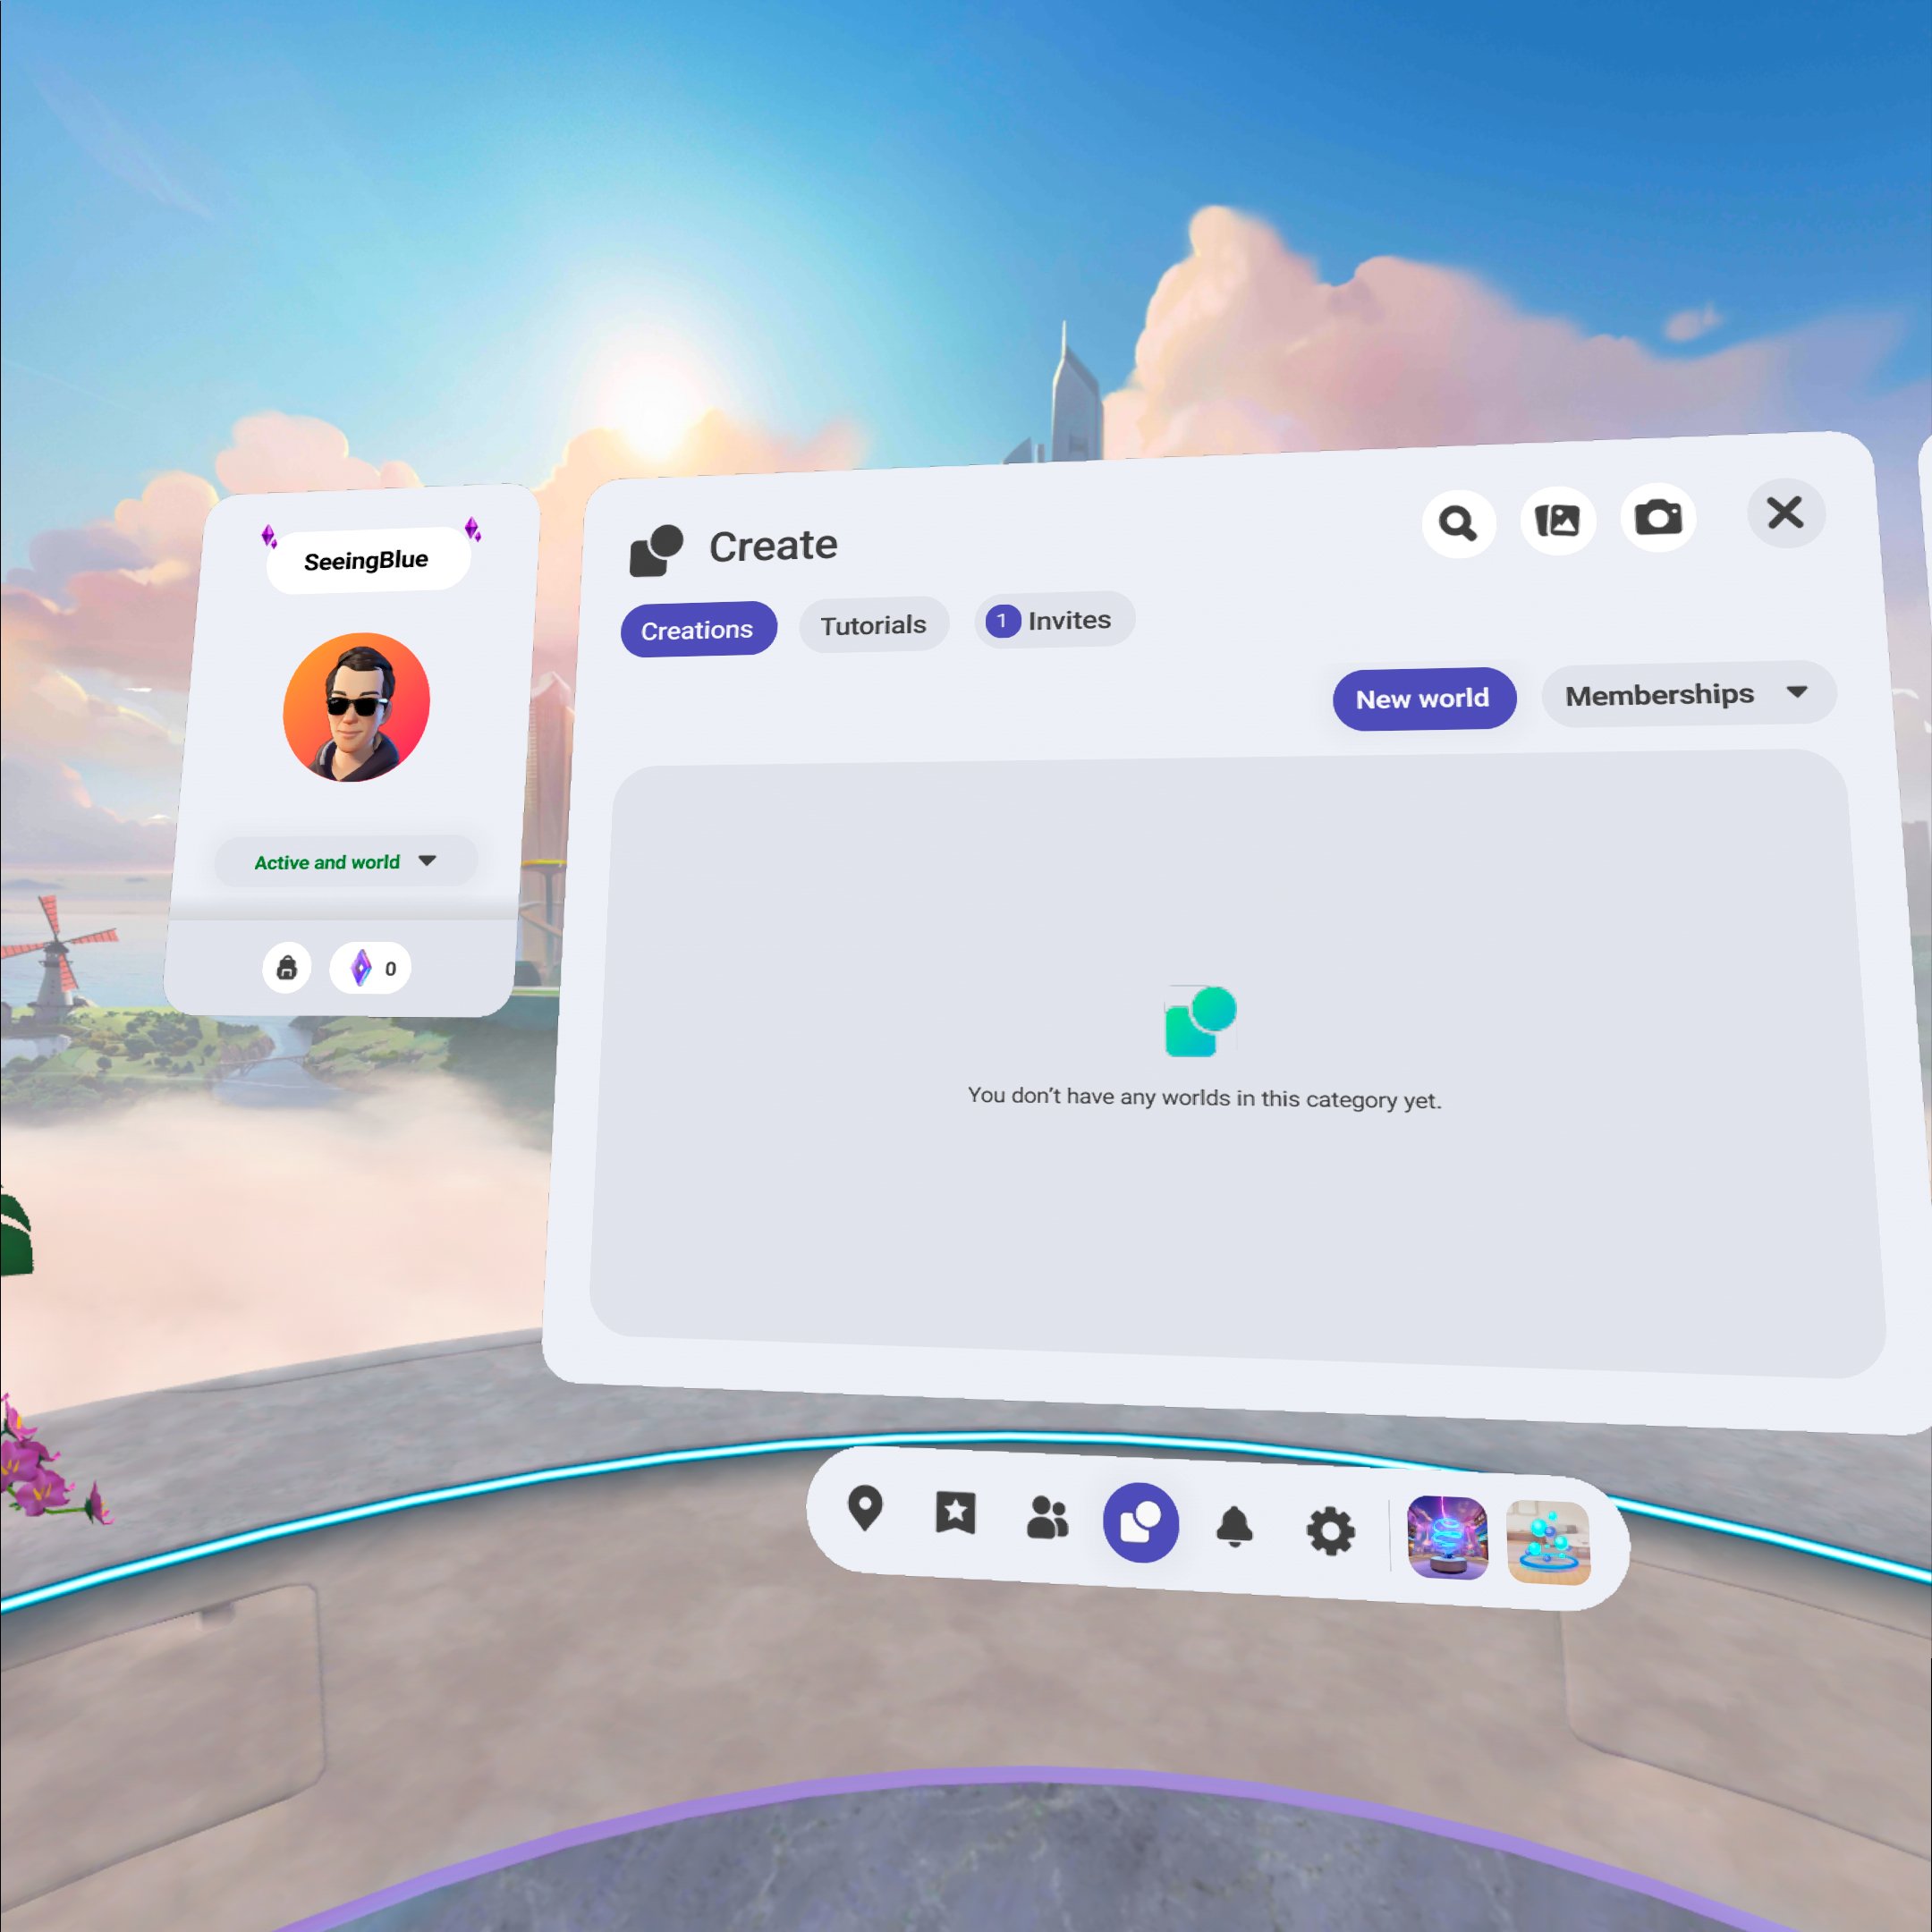 SeeingBlue
Active and world
0
Create
Creations
Tutorials
1 Invites
New world
Memberships
You don't have any worlds in this category yet.